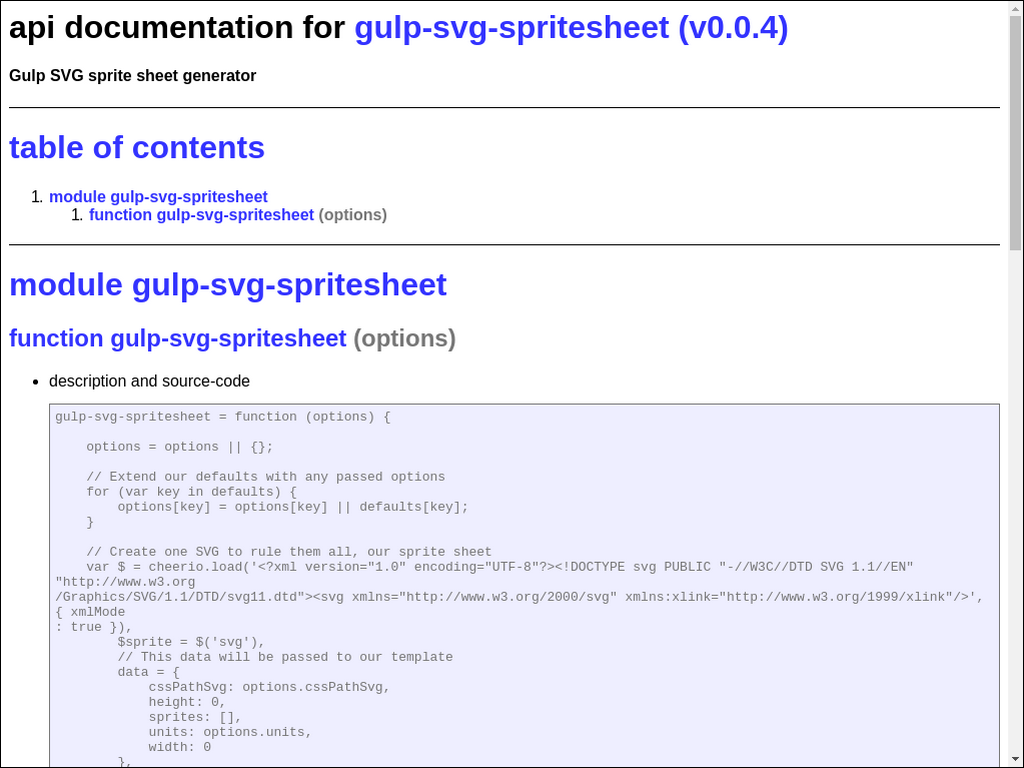 api documentation for gulp-svg-spritesheet (v0.0.4)
Gulp SVG sprite sheet generator
table of contents
1. module gulp-svg-spritesheet
1. function gulp-svg-spritesheet (options)
module gulp-svg-spritesheet
function gulp-svg-spritesheet (options)
• description and source-code
gulp-svg-spritesheet = function (options) {
    options = options || {};
    // Extend our defaults with any passed options
    for (var key in defaults) {
        options[key] = options[key] || defaults[key];
    }
    // Create one SVG to rule them all, our sprite sheet
    var $ = cheerio.load('<?xml version="1.0" encoding="UTF-8"?><!DOCTYPE svg PUBLIC "-//W3C//DTD SVG 1.1//EN"
"http://www.w3.org
/Graphics/SVG/1.1/DTD/svg11.dtd"><svg xmlns="http://www.w3.org/2000/svg" xmlns:xlink="http://www.w3.org/1999/xlink"/>',
{ xmlMode
: true }),
        $sprite = $('svg'),
        // This data will be passed to our template
        data = {
            cssPathSvg: options.cssPathSvg,
            height: 0,
            sprites: [],
            units: options.units,
            width: 0
        },